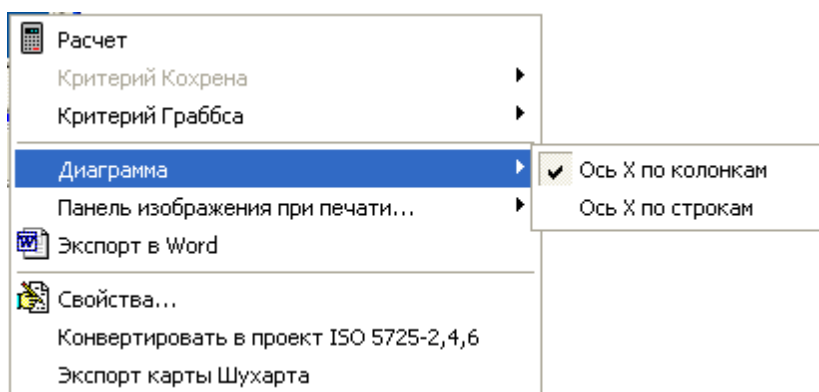 Расчет
Критерий Кохрена
Критерий Граббса
Диаграмма
Ось X по колонкам
Панель изображения при печати...
Ось X по строкам
Экспорт в Word
Свойства...
Конвертировать в проект ISO 5725-2,4,6
Экспорт карты Шухарта